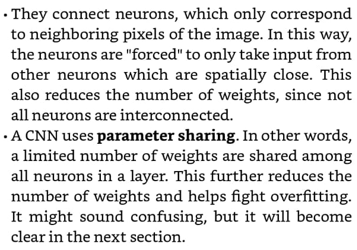 • They connect neurons, which only correspond
to neighboring pixels of the image. In this way,
the neurons are "forced" to only take input from
other neurons which are spatially close. This
also reduces the number of weights, since not
all neurons are interconnected.
• A CNN uses parameter sharing. In other words,
a limited number of weights are shared among
all neurons in a layer. This further reduces the
number of weights and helps fight overfitting.
It might sound confusing, but it will become
clear in the next section.